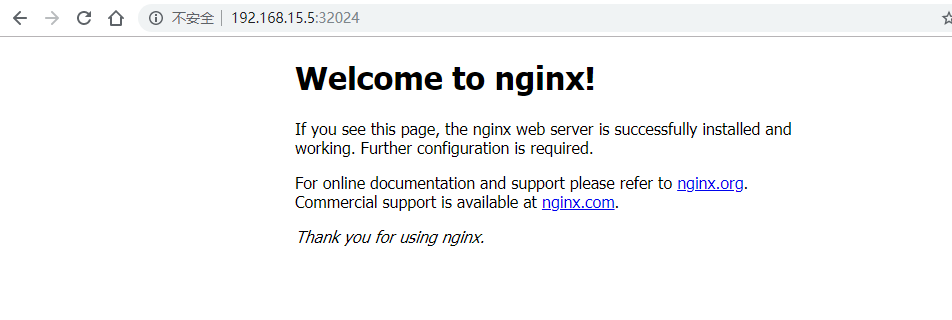 不安全 192.168.15.5:32024
Welcome to nginx!
If you see this page, the nginx web server is successfully installed and
working. Further configuration is required.
For online documentation and support please refer to nginx.org.
Commercial support is available at nginx.com.
Thank you for using nginx.